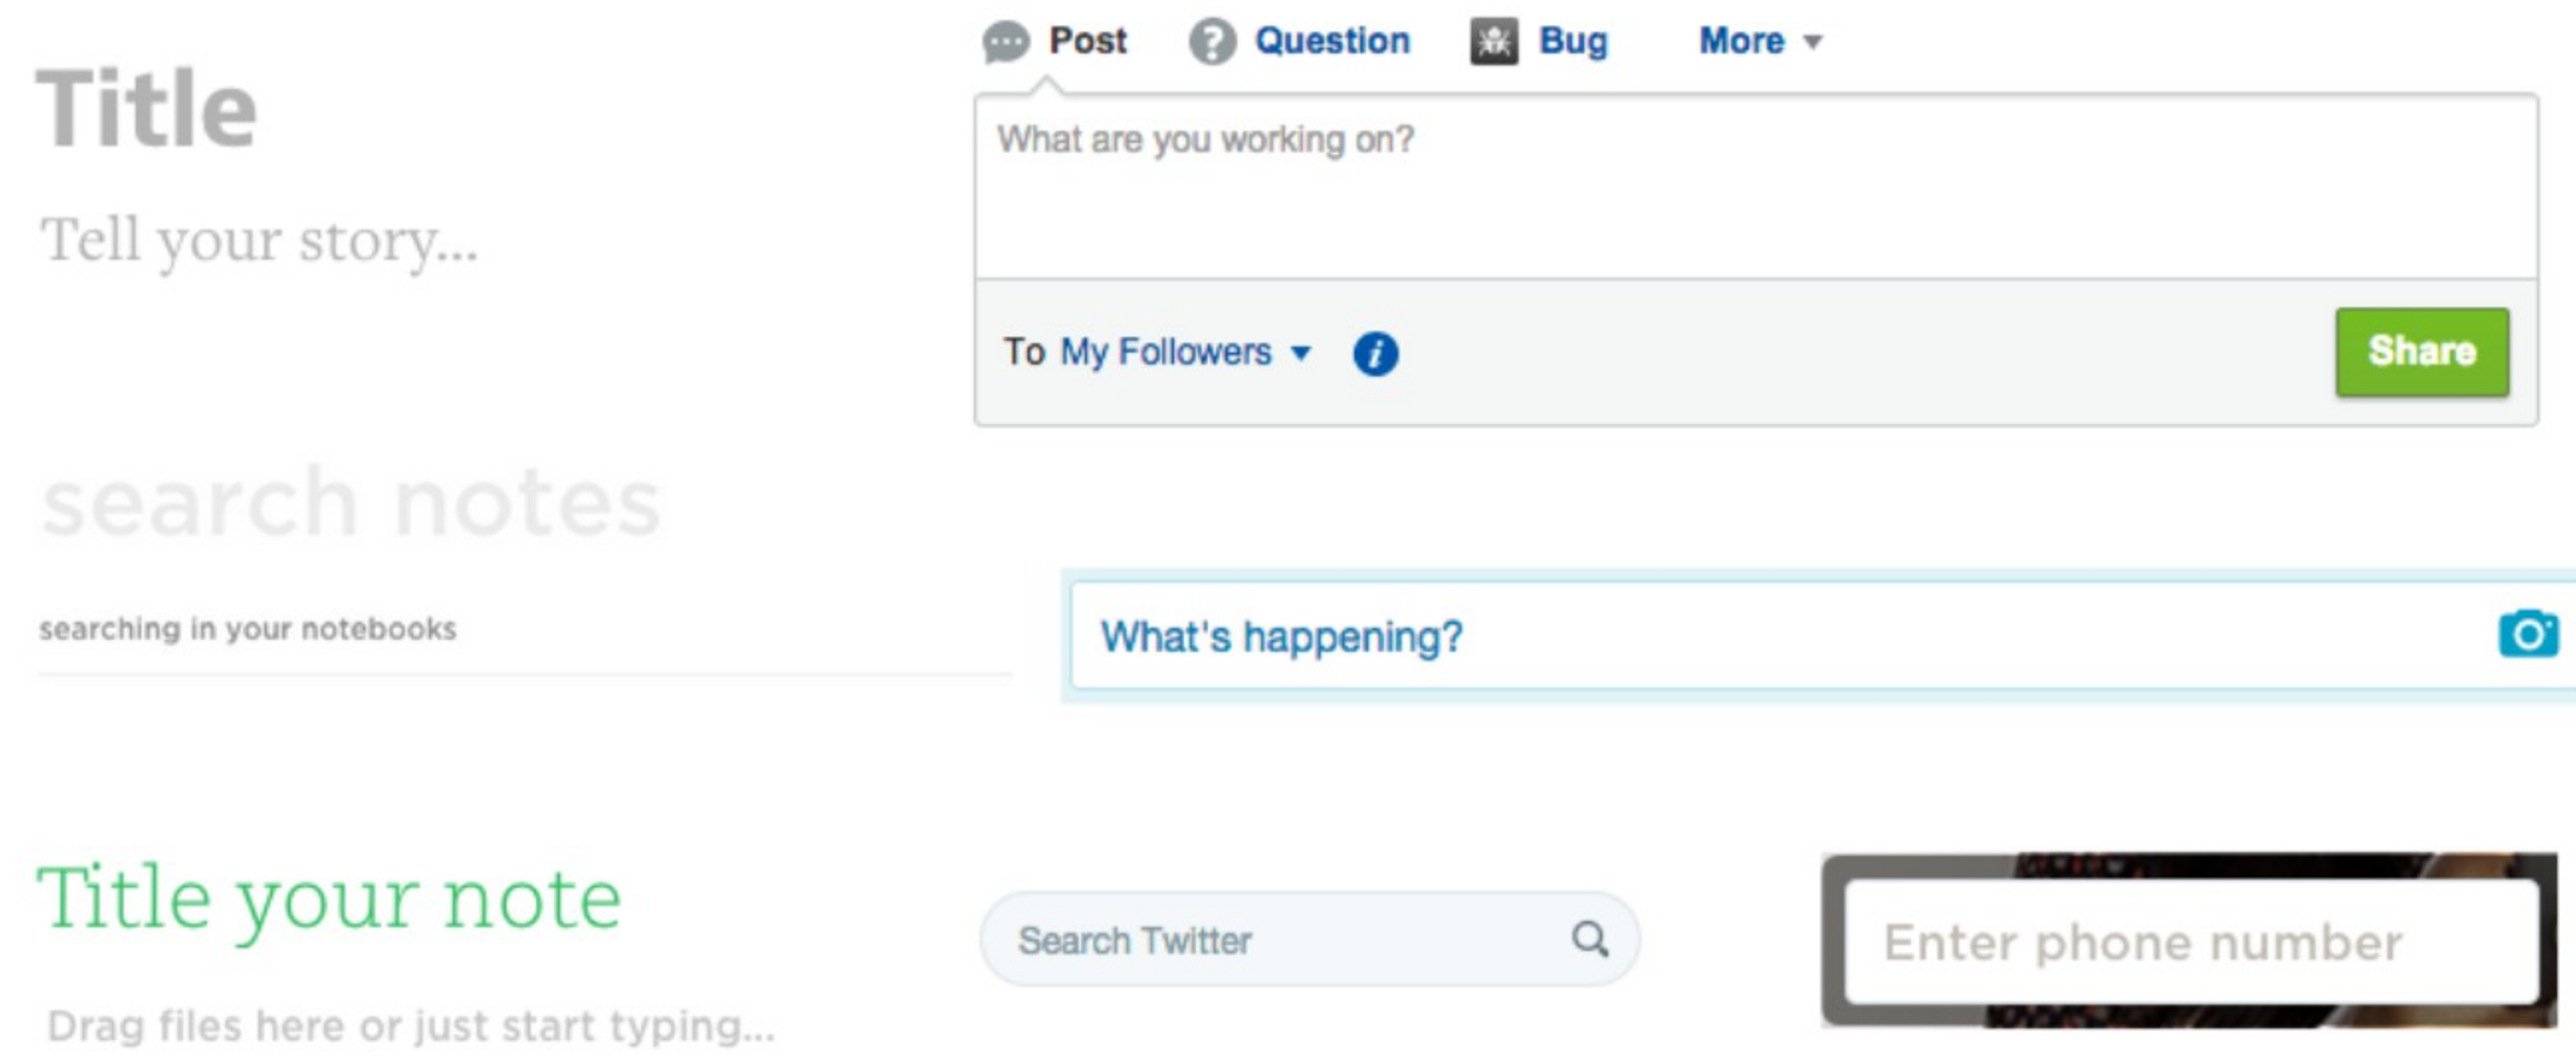 Title
Tell your story...
Post Question Bug More
What are you working on?
To My Followers
Share
search notes
searching in your notebooks
What's happening?
Title your note
Drag files here or just start typing...
Search Twitter
Enter phone number